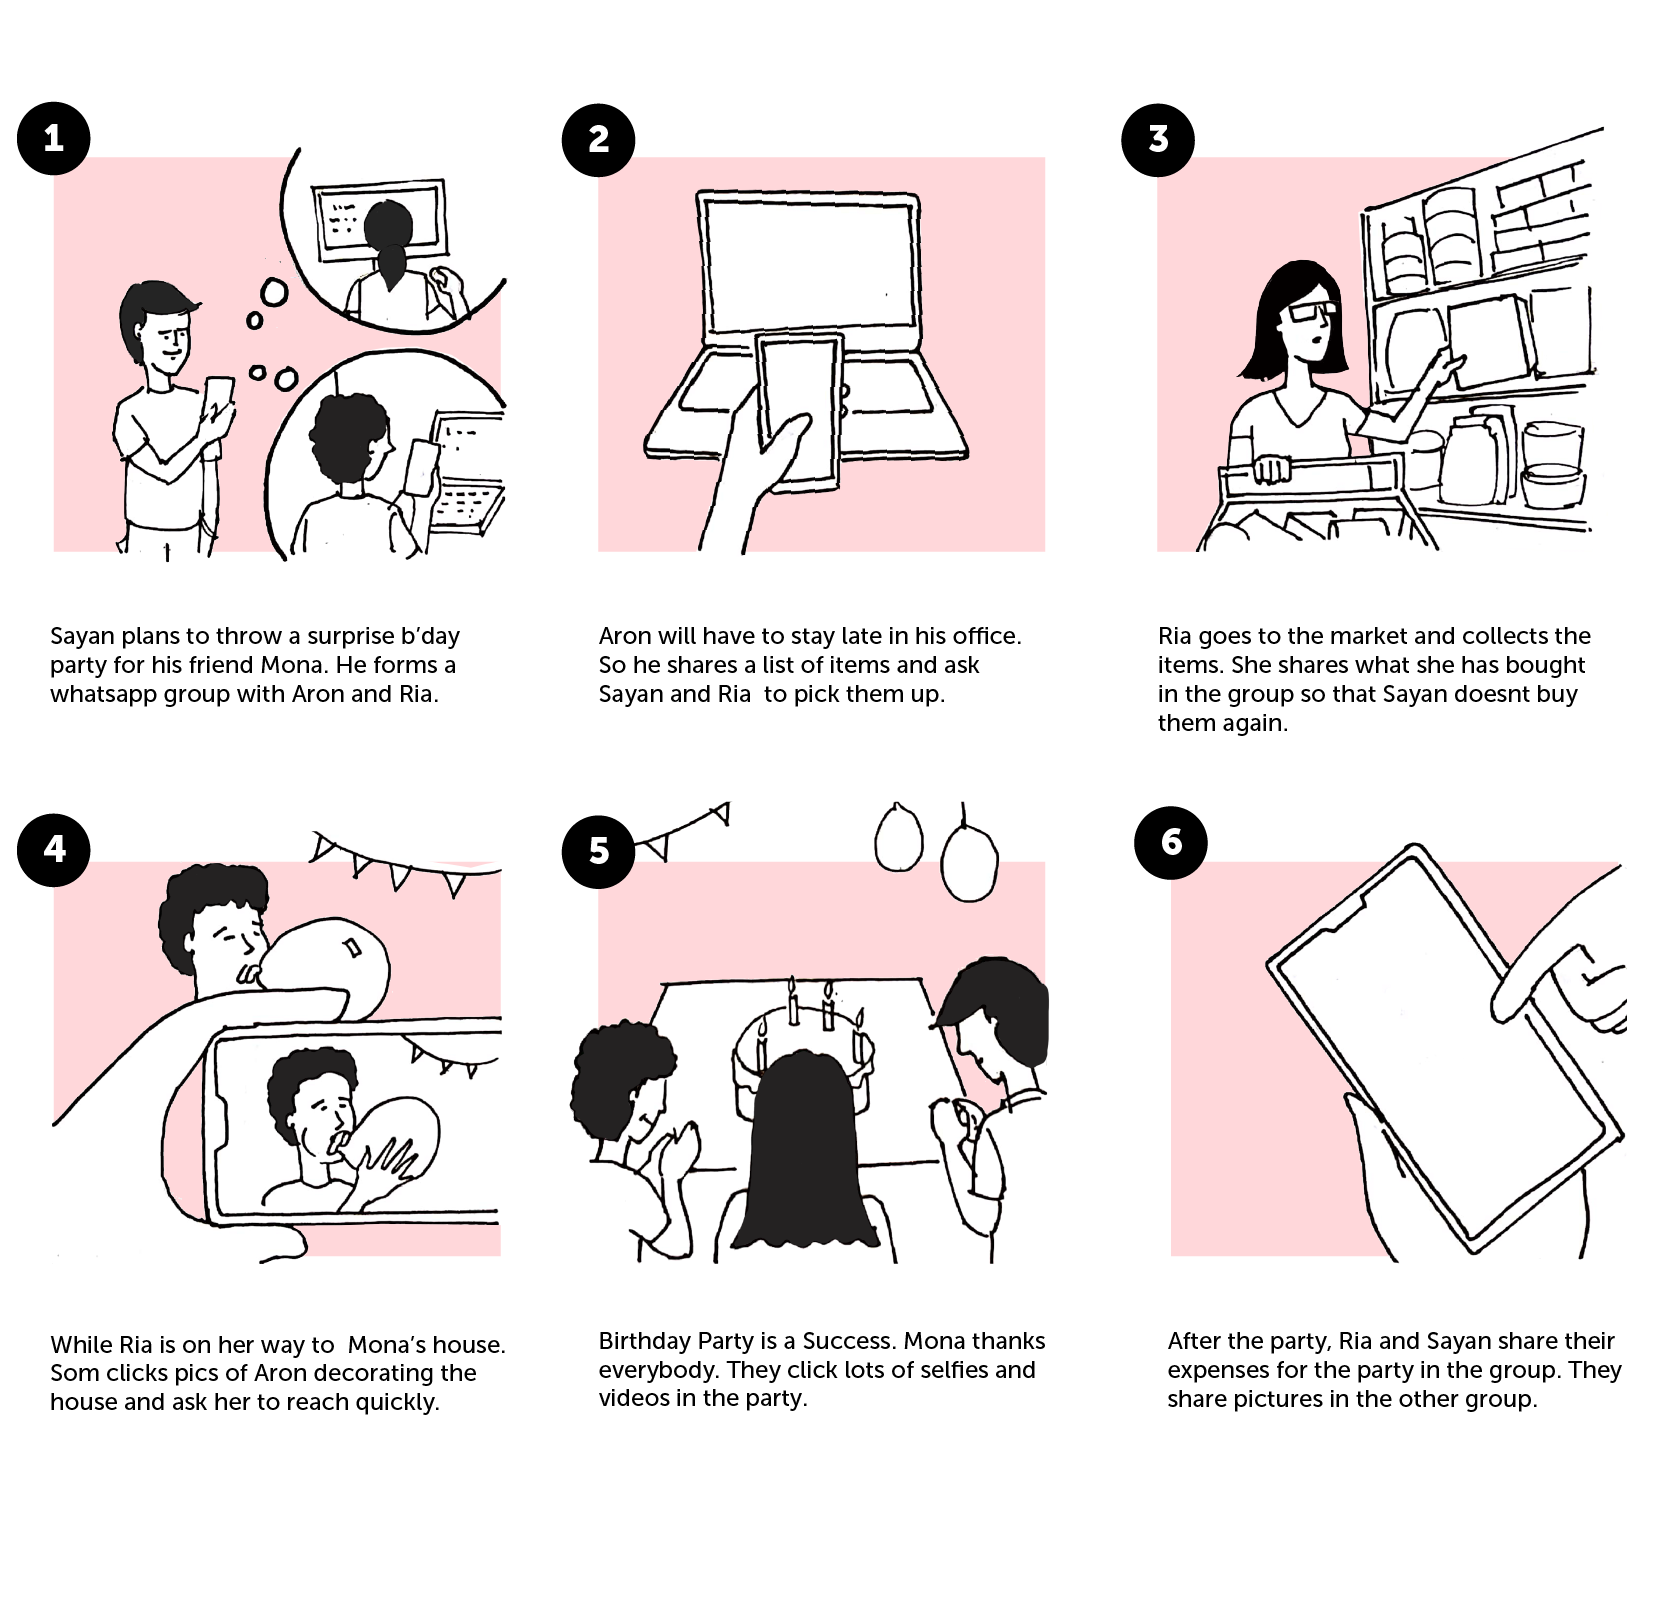 1
Sayan plans to throw a surprise b’day
party for his friend Mona. He forms a
whatsapp group with Aron and Ria.
2
Aron will have to stay late in his office.
So he shares a list of items and ask
Sayan and Ria  to pick them up.
3
Ria goes to the market and collects the
items. She shares what she has bought
in the group so that Sayan doesnt buy
them again.
4
While Ria is on her way to  Mona’s house.
Som clicks pics of Aron decorating the
house and ask her to reach quickly.
5
Birthday Party is a Success. Mona thanks
everybody. They click lots of selfies and
videos in the party.
6
After the party, Ria and Sayan share their
expenses for the party in the group. They
share pictures in the other group.